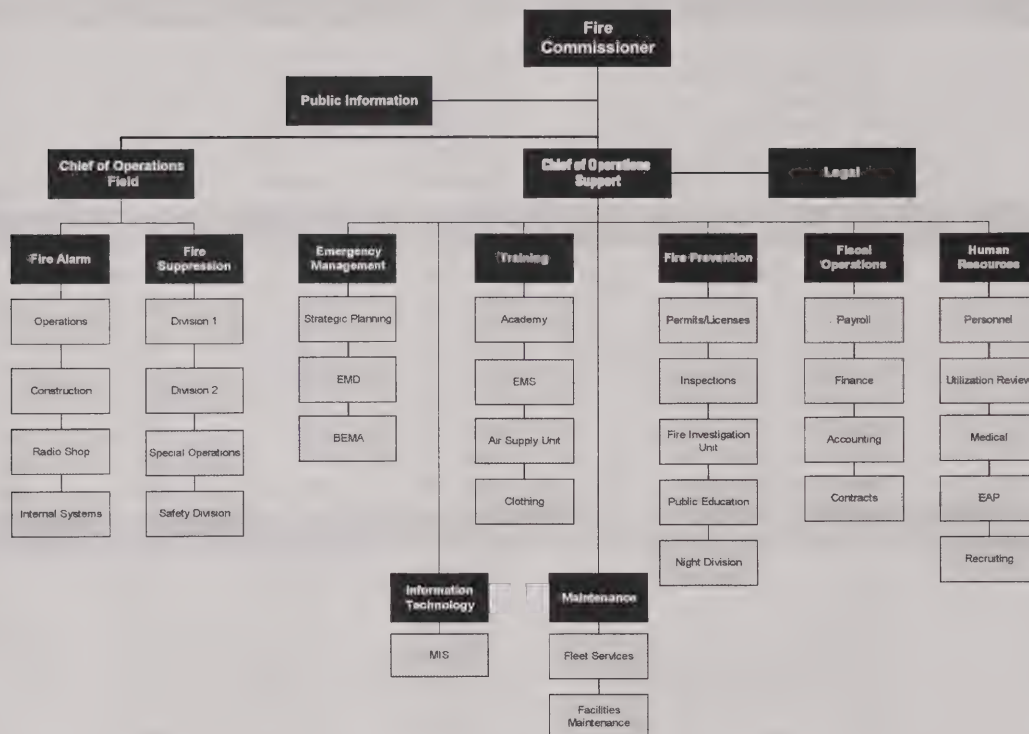 Fire
Commissioner
Public Information
Chief of Operations
Field
Chief of Operations
Support
Legal
Fire Alarm
Operations
Construction
Radio Shop
Internal Systems
Fire
Suppression
Division 1
Division 2
Special Operations
Safety Division
Emergency
Management
Strategic Planning
EMD
BEMA
Training
Academy
EMS
Air Supply Unit
Clothing
Fire Prevention
Permits/Licenses
Inspections
Fire Investigation
Unit
Public Education
Night Division
Fiscal
Operations
Payroll
Finance
Accounting
Contracts
Human
Resources
Personnel
Utilization Review
Medical
EAP
Recruiting
Information
Technology
MIS
Maintenance
Fleet Services
Facilities
Maintenance